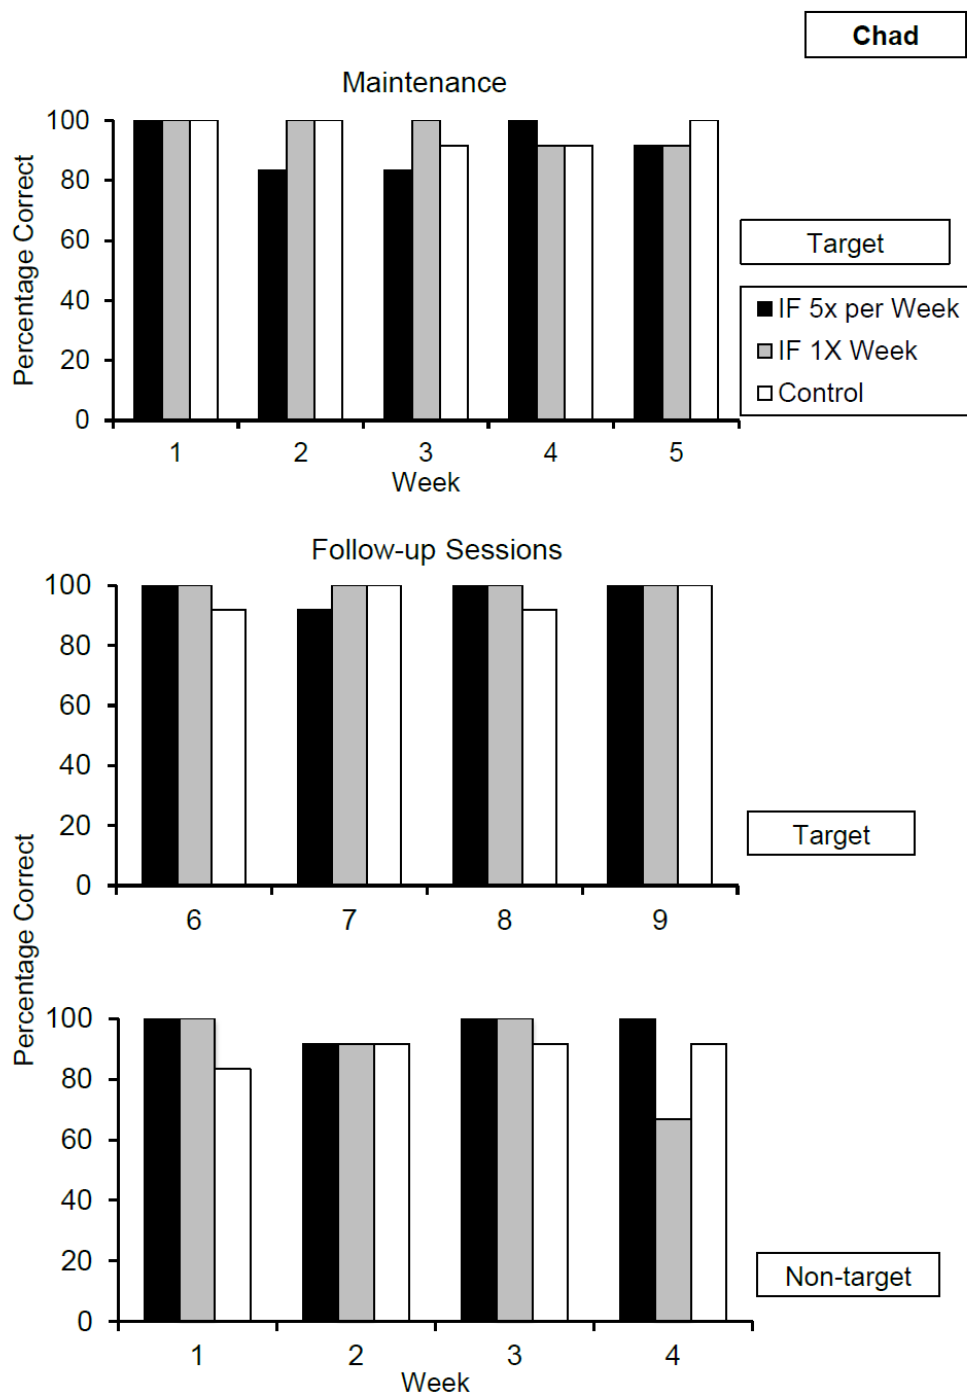 Chad
Maintenance
Percentage Correct
100
80
60
40
20
0
1 2 3 4 5
Week
Target
IF 5x per Week
IF 1X Week
Control
Follow-up Sessions
100
80
60
40
20
0
6 7 8 9
Target
Percentage Correct
100
80
60
40
20
0
1 2 3 4
Week
Non-target